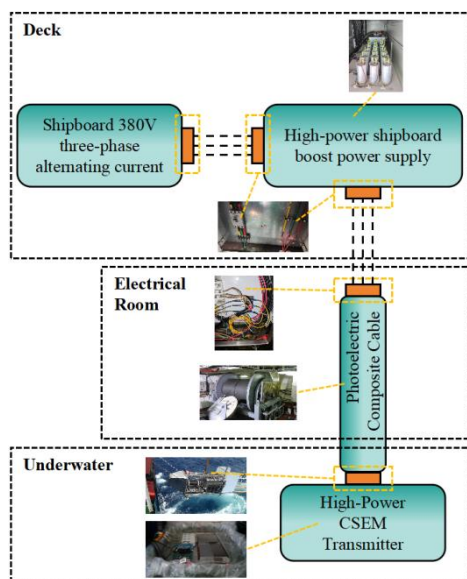 Deck
Shipboard 380V
three-phase
alternating current
High-power shipboard
boost power supply
Electrical
Room
Photoelectric
Composite Cable
Underwater
High-Power
CSEM
Transmitter